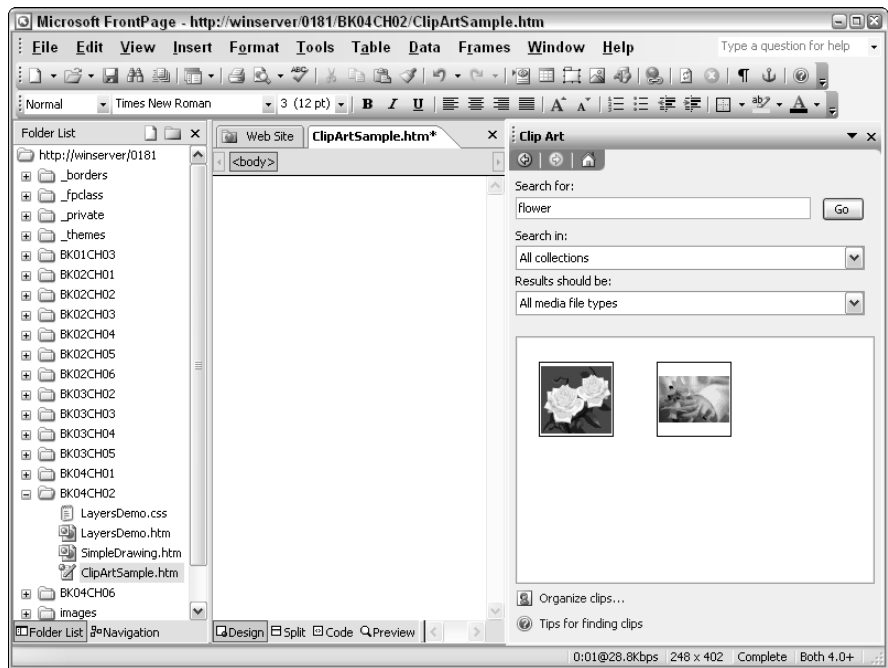 Microsoft FrontPage - http://winserver/0181/BK04CH02/ClipArtSample.htm
File Edit View Insert Format Tools Table Data Frames Window Help Type a question for help
Normal Times New Roman 3 (12 pt) B I U A A ab A
Folder List
http://winserver/0181
_borders
_fpclass
_private
_themes
BK01CH03
BK02CH01
BK02CH02
BK02CH03
BK02CH04
BK02CH05
BK02CH06
BK03CH02
BK03CH03
BK03CH04
BK03CH05
BK04CH01
BK04CH02
LayersDemo.css
LayersDemo.htm
SimpleDrawing.htm
ClipArtSample.htm
BK04CH06
images
Folder List Navigation
Web Site ClipArtSample.htm*
<body>
Design Split Code Preview
Clip Art
Search for:
flower Go
Search in:
All collections
Results should be:
All media file types
Organize clips...
Tips for finding clips
0:01@28.8Kbps 248 x 402 Complete Both 4.0+